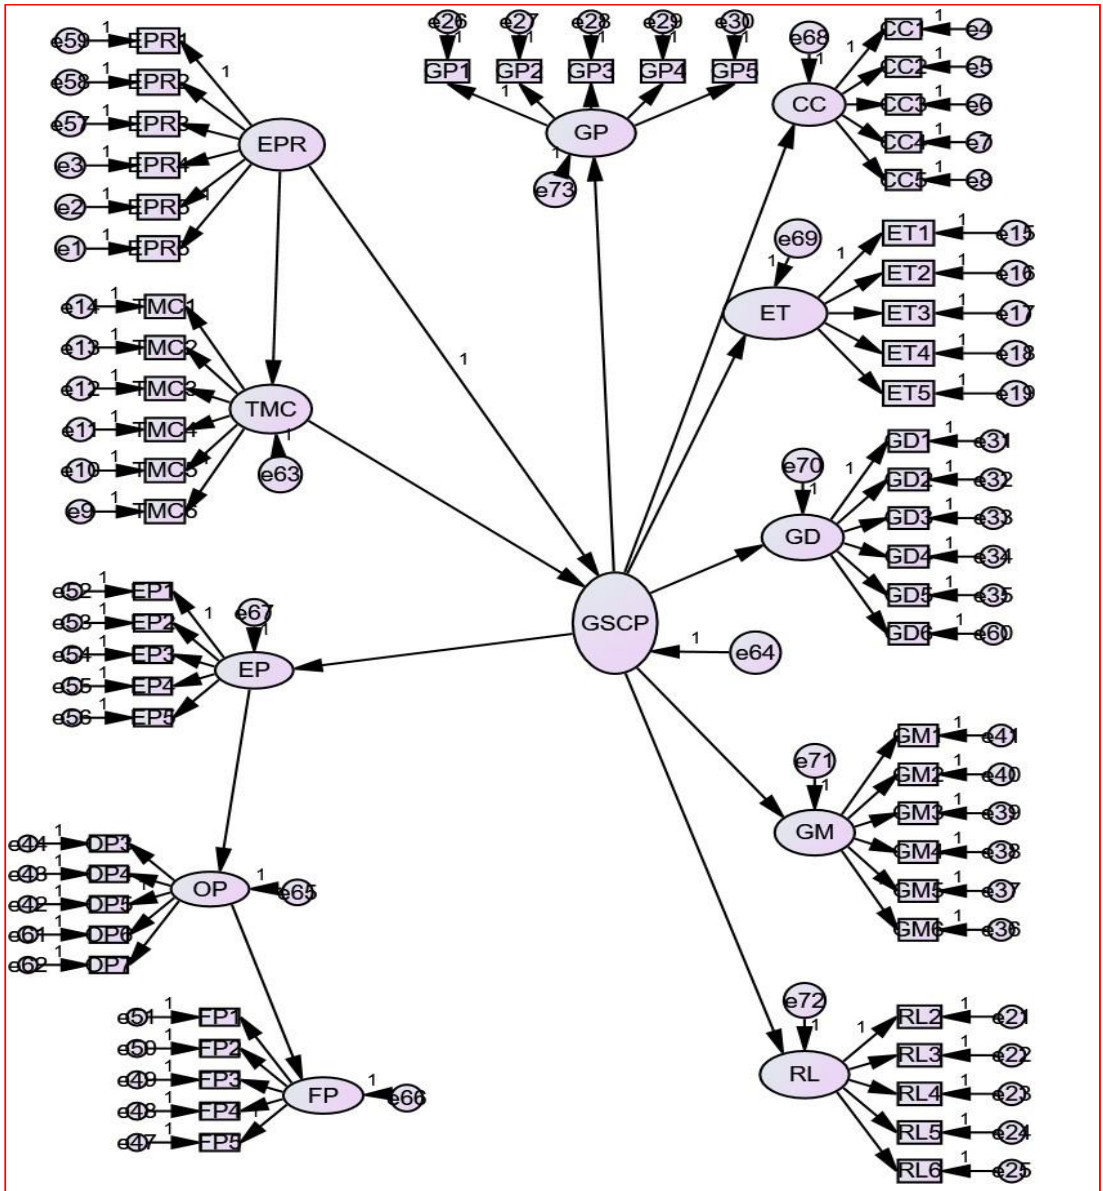 e59 1 EPR1
e58 1 EPR2
e57 1 EPR3
e3 1 EPR4
e2 1 EPR5
e1 1
1
EPR
e26 e27 e28 e29 e30
1 1 1 1 1
GP1 GP2 GP3 GP4 GP5
1
GP
1
e73
e68
1
CC
1
CC1 1 e4
CC2 1 e5
CC3 1 e6
CC4 1 e7
CC5 1 e8
e69
1
ET
1
ET1 1 e15
ET2 1 e16
ET3 1 e17
ET4 1 e18
ET5 1 e19
e14 1 TMC1
e13 1 TMC2
e12 1 TMC3
e11 1 TMC4
e10 1 TMC5
e9 1
TMC
1
e63
1
e70
1
GD
1
GD1 1 e31
GD2 1 e32
GD3 1 e33
GD4 1 e34
GD5 1 e35
GD6 1 e60
GSCP
1
e64
e52 1 EP1
e53 1 EP2
e54 1 EP3
e55 1 EP4
e56 1 EP5
1
e67
1
EP
e71
1
GM
GM1 1 e41
GM2 1 e40
GM3 1 e39
GM4 1 e38
GM5 1 e37
GM6 1 e36
e44 1 OP3
e43 1 OP4
e42 1 OP5
e61 1 OP6
e62 1 OP7
OP
1
e65
e51 1 FP1
e50 1 FP2
e49 1 FP3
e48 1 FP4
e47 1 FP5
FP
1
e66
e72
1
RL
1
RL2 1 e21
RL3 1 e22
RL4 1 e23
RL5 1 e24
RL6 1 e25